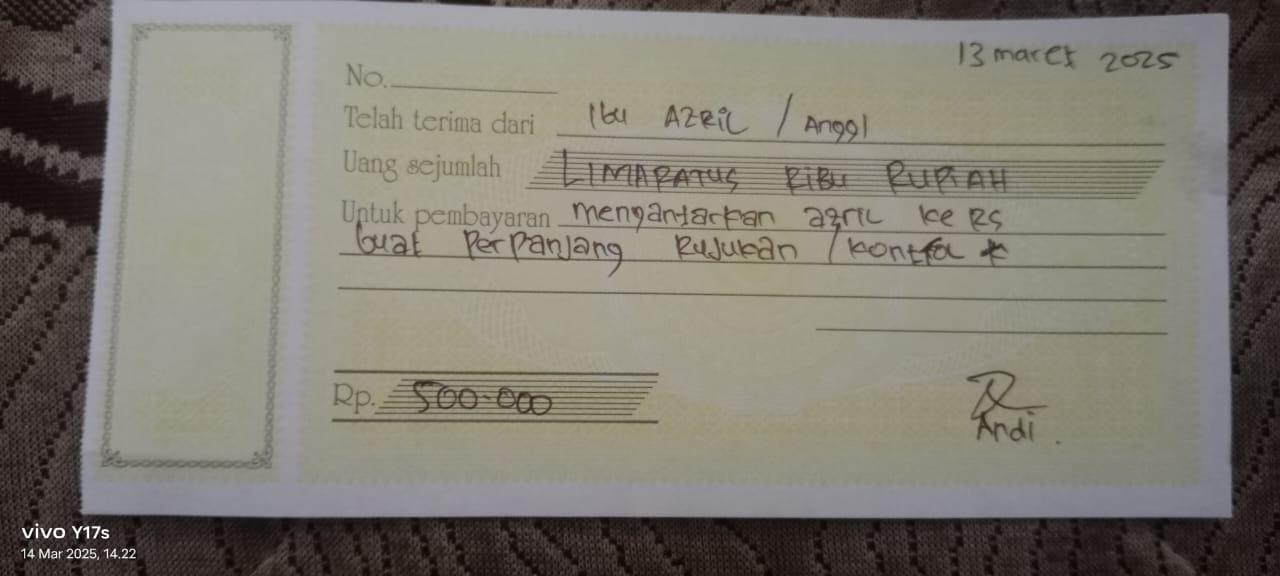 13 maret 2025
No.
Telah terima dari Ibu AZRIL / Anggi
Uang sejumlah LIMARATUS RIBU RUPIAH
Untuk pembayaran mengantarkan azril ke RS
buat Perpanjang Rujukan / kontra
Rp. 500.000
Andi.
vivo Y17s
14 Mar 2025, 14.22